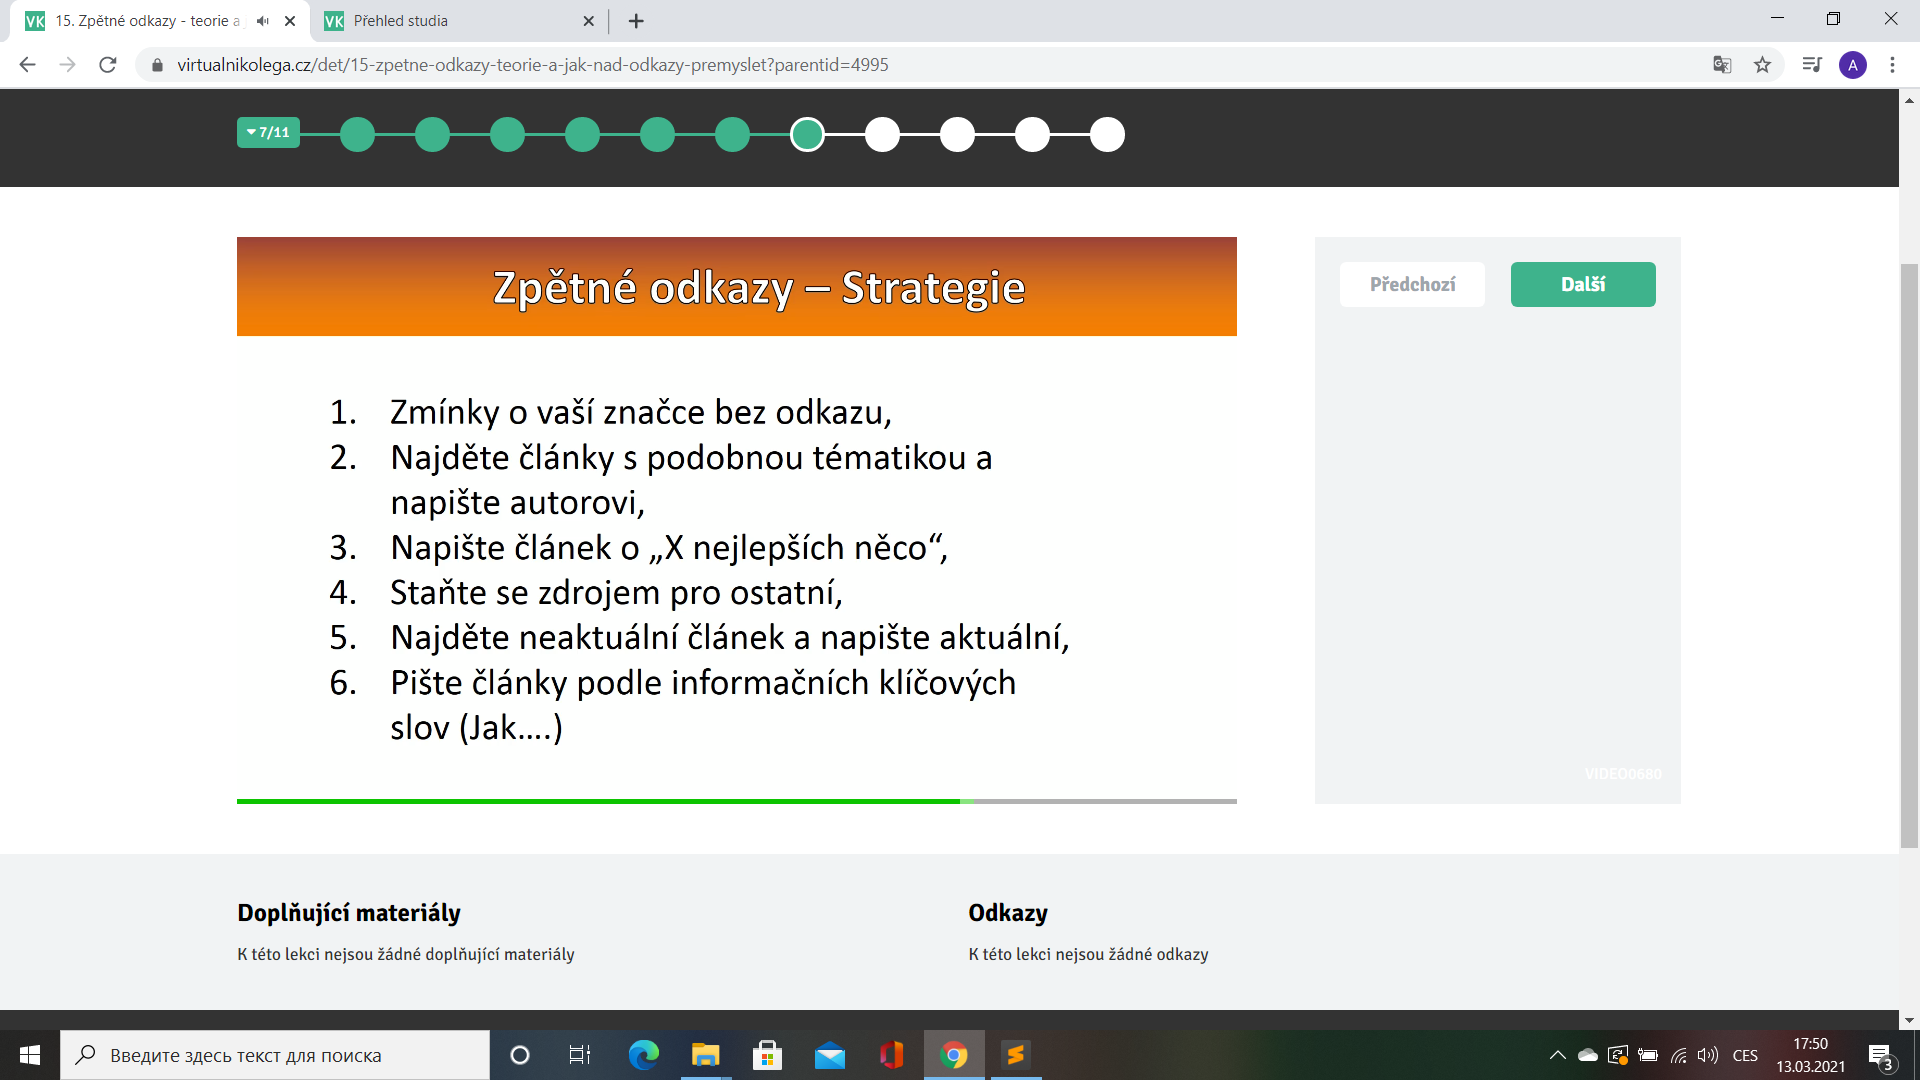 15. Zpětné odkazy - teorie a
Přehled studia
virtualnikolega.cz/det/15-zpetne-odkazy-teorie-a-jak-nad-odkazy-premyslet?parentid=4995
A
7/11
Zpětné odkazy – Strategie
Předchozí
Další
1. Zmínky o vaší značce bez odkazu,
2. Najděte články s podobnou tématikou a
napište autorovi,
3. Napište článek o „X nejlepších něco“,
4. Staňte se zdrojem pro ostatní,
5. Najděte neaktuální článek a napište aktuální,
6. Pište články podle informačních klíčových
slov (Jak....)
VIDEO0680
Doplňující materiály
Odkazy
K této lekci nejsou žádné doplňující materiály
K této lekci nejsou žádné odkazy
Введите здесь текст для поиска
CES
17:50
13.03.2021
3